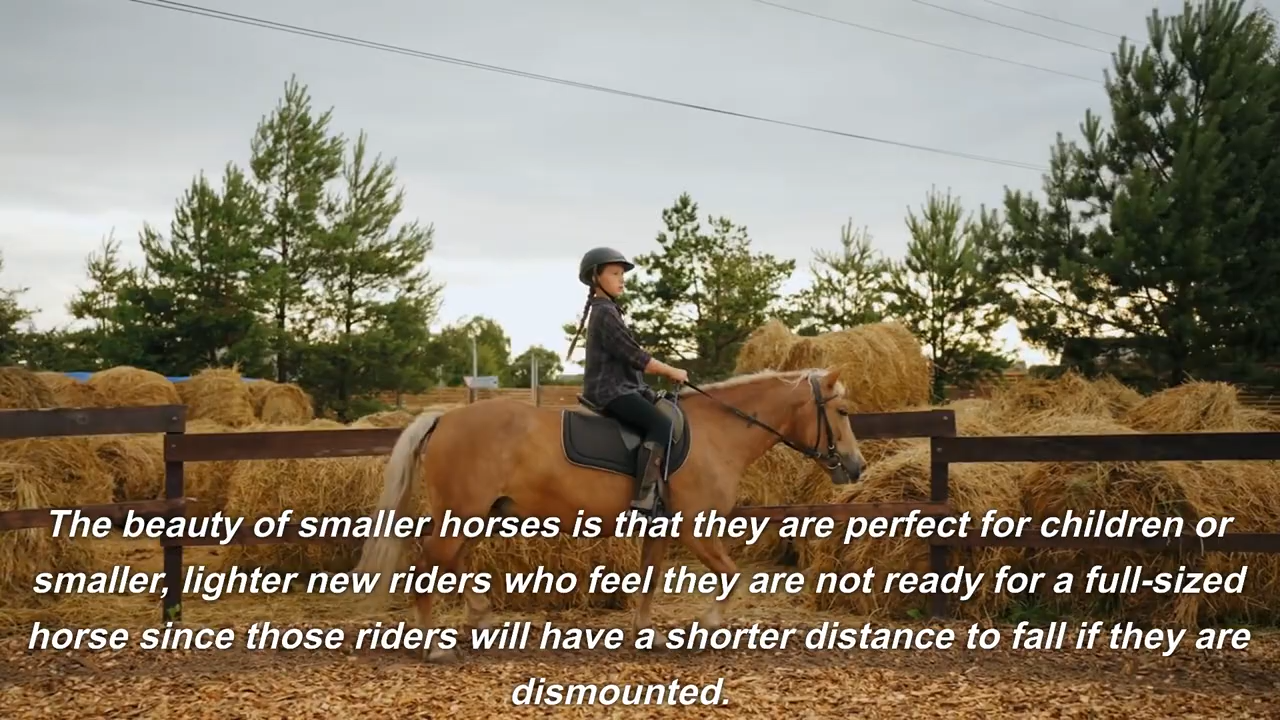 The beauty of smaller horses is that they are perfect for children or
smaller, lighter new riders who feel they are not ready for a full-sized
horse since those riders will have a shorter distance to fall if they are
dismounted.